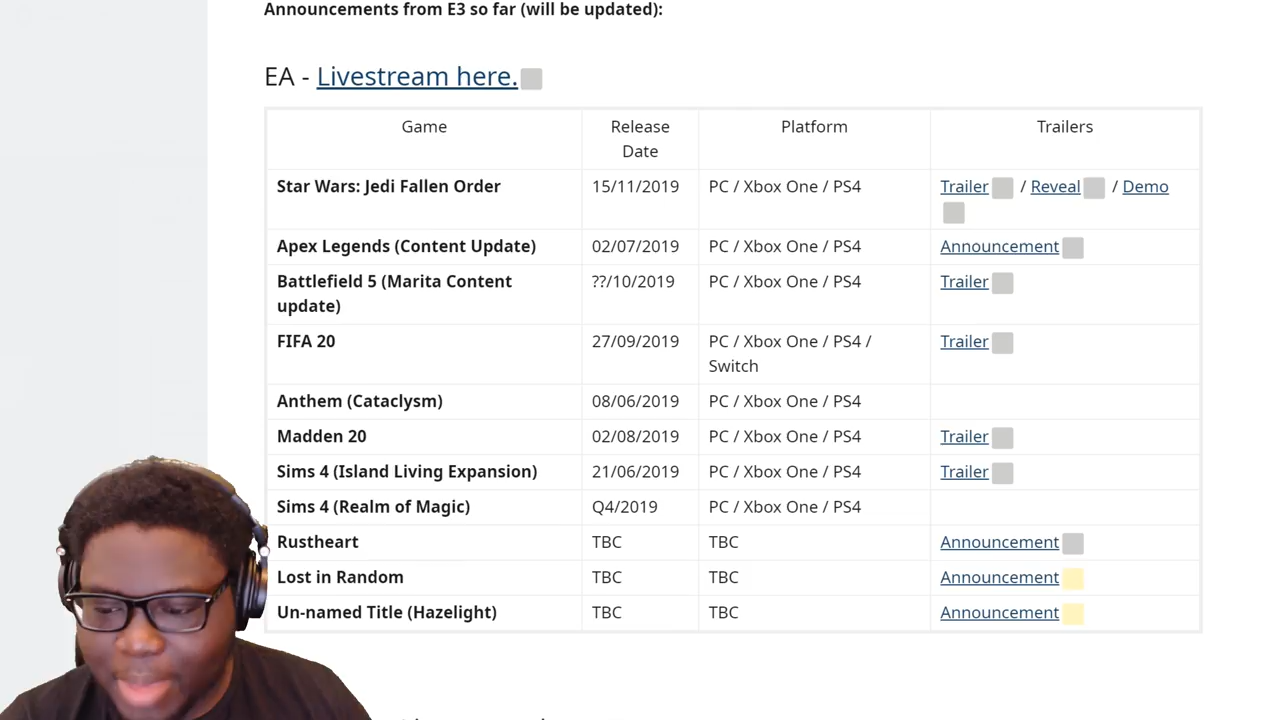 Announcements from E3 so far (will be updated):
EA - Livestream here.
Game Release Date Platform Trailers
Star Wars: Jedi Fallen Order 15/11/2019 PC / Xbox One / PS4 Trailer / Reveal / Demo
Apex Legends (Content Update) 02/07/2019 PC / Xbox One / PS4 Announcement
Battlefield 5 (Marita Content update) ??/10/2019 PC / Xbox One / PS4 Trailer
FIFA 20 27/09/2019 PC / Xbox One / PS4 / Switch Trailer
Anthem (Cataclysm) 08/06/2019 PC / Xbox One / PS4
Madden 20 02/08/2019 PC / Xbox One / PS4 Trailer
Sims 4 (Island Living Expansion) 21/06/2019 PC / Xbox One / PS4 Trailer
Sims 4 (Realm of Magic) Q4/2019 PC / Xbox One / PS4
Rustheart TBC TBC Announcement
Lost in Random TBC TBC Announcement
Un-named Title (Hazelight) TBC TBC Announcement